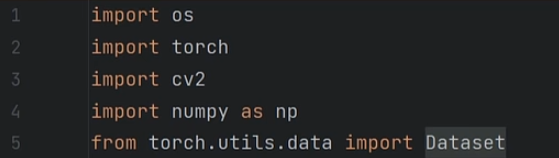 1 import os
2 import torch
3 import cv2
4 import numpy as np
5 from torch.utils.data import Dataset